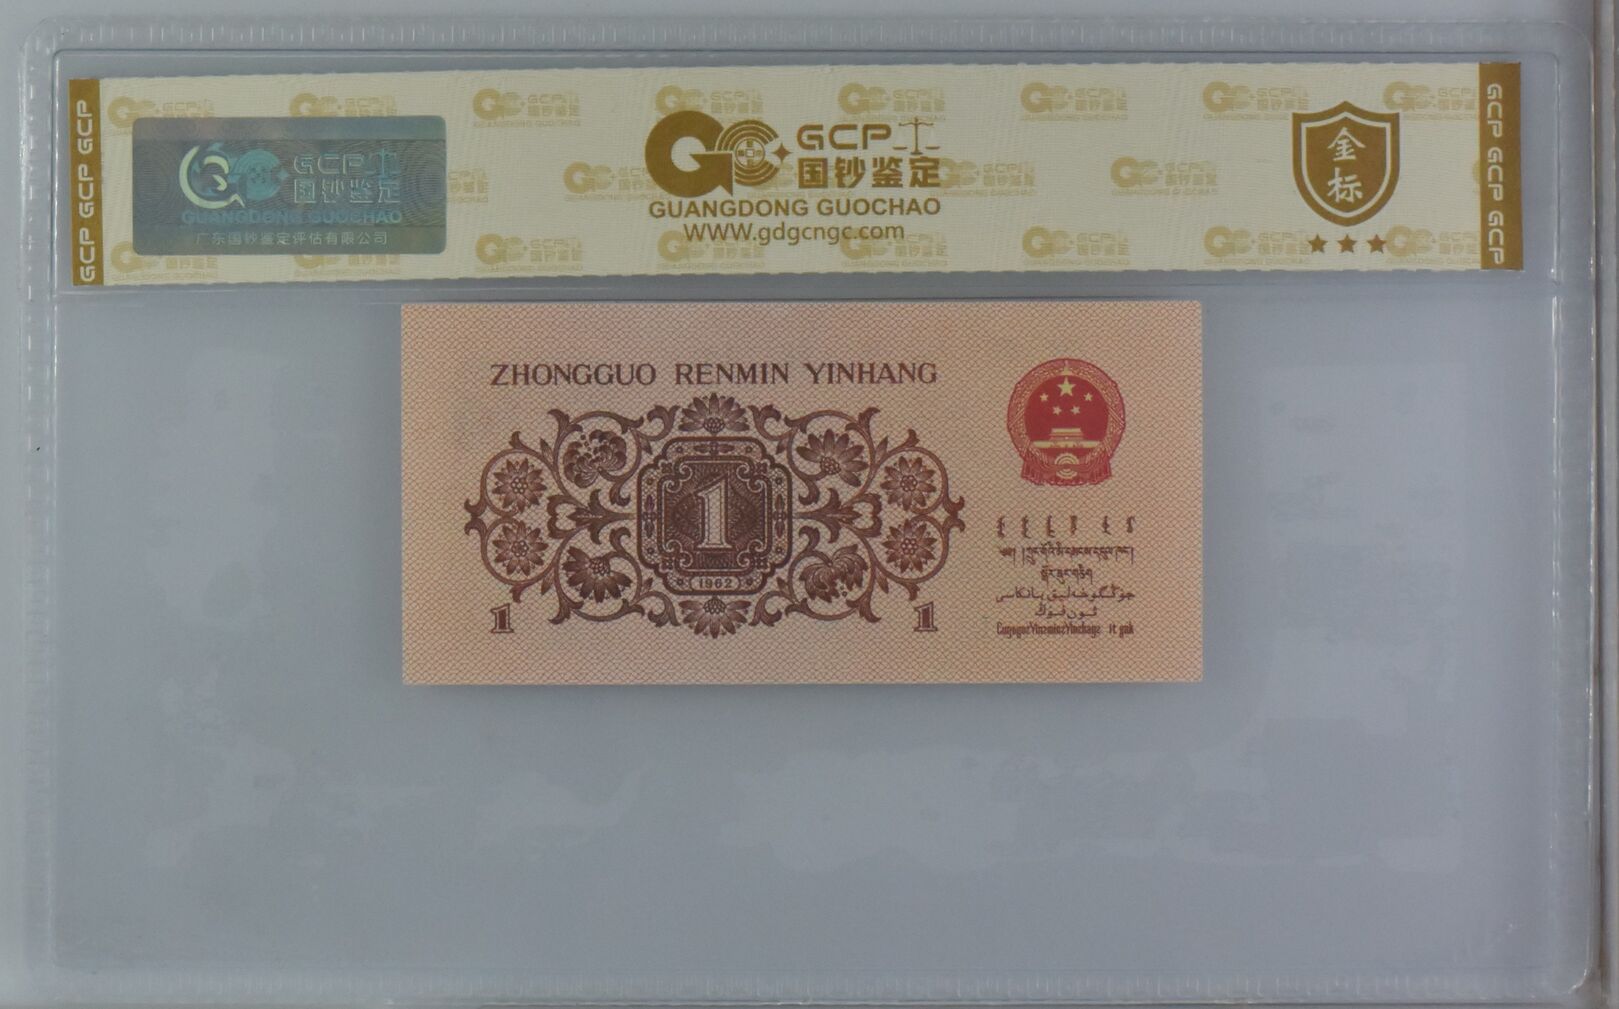 GCP GCP GCP
GCP
国钞鉴定
GUANGDONG GUOCHAO
广东国钞鉴定评估有限公司
GCP
国钞鉴定
GUANGDONG GUOCHAO
WWW.gdgcngc.com
金标
GCP GCP GCP
ZHONGGUO RENMIN YINHANG
1
1962
1
1